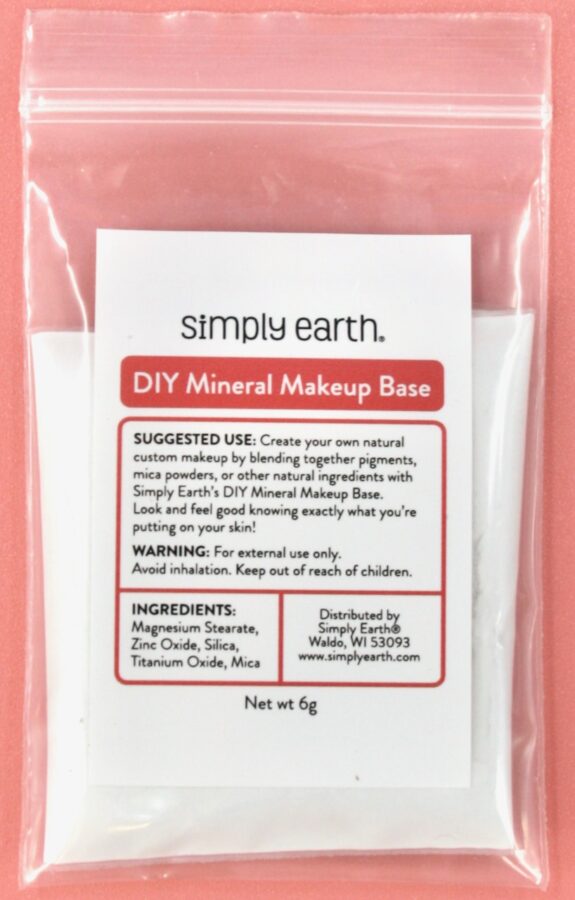 simply earth®
DIY Mineral Makeup Base
SUGGESTED USE: Create your own natural
custom makeup by blending together pigments,
mica powders, or other natural ingredients with
Simply Earth's DIY Mineral Makeup Base.
Look and feel good knowing exactly what you're
putting on your skin!
WARNING: For external use only.
Avoid inhalation. Keep out of reach of children.
INGREDIENTS:
Magnesium Stearate,
Zinc Oxide, Silica,
Titanium Oxide, Mica
Distributed by
Simply Earth®
Waldo, WI 53093
www.simplyearth.com
Net wt 6g